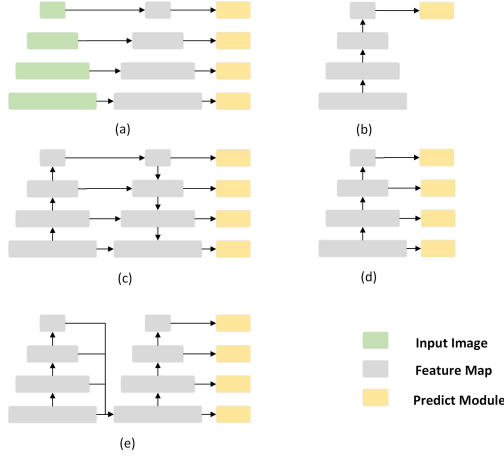 (a)
(b)
(c)
(d)
(e)
Input Image
Feature Map
Predict Module